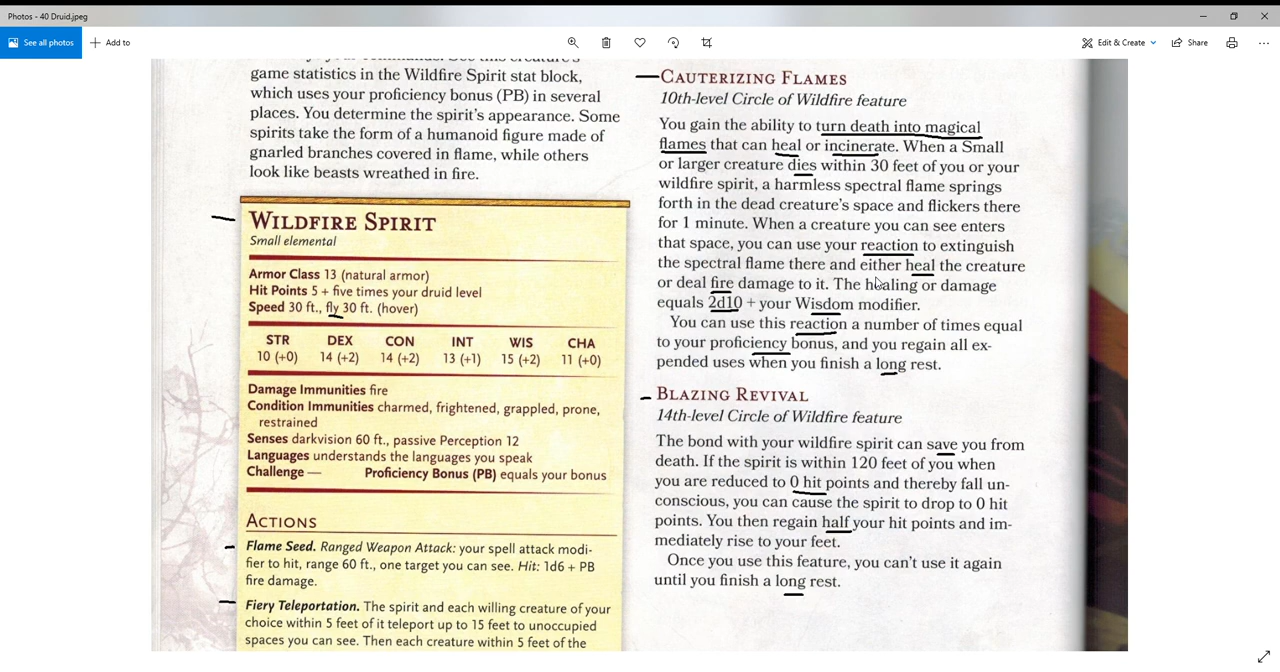 Photos - 40 Druid.jpeg
See all photos
Add to
Edit & Create
Share
game statistics in the Wildfire Spirit stat block,
which uses your proficiency bonus (PB) in several
places. You determine the spirit's appearance. Some
spirits take the form of a humanoid figure made of
gnarled branches covered in flame, while others
look like beasts wreathed in fire.
WILDFIRE SPIRIT
Small elemental
Armor Class 13 (natural armor)
Hit Points 5 + five times your druid level
Speed 30 ft., fly 30 ft. (hover)
STR DEX CON INT WIS CHA
10 (+0) 14 (+2) 14 (+2) 13 (+1) 15 (+2) 11 (+0)
Damage Immunities fire
Condition Immunities charmed, frightened, grappled, prone,
restrained
Senses darkvision 60 ft., passive Perception 12
Languages understands the languages you speak
Challenge — Proficiency Bonus (PB) equals your bonus
ACTIONS
Flame Seed. Ranged Weapon Attack: your spell attack modi-
fier to hit, range 60 ft., one target you can see. Hit: 1d6 + PB
fire damage.
Fiery Teleportation. The spirit and each willing creature of your
choice within 5 feet of it teleport up to 15 feet to unoccupied
spaces you can see. Then each creature within 5 feet of the
CAUTERIZING FLAMES
10th-level Circle of Wildfire feature
You gain the ability to turn death into magical
flames that can heal or incinerate. When a Small
or larger creature dies within 30 feet of you or your
wildfire spirit, a harmless spectral flame springs
forth in the dead creature's space and flickers there
for 1 minute. When a creature you can see enters
that space, you can use your reaction to extinguish
the spectral flame there and either heal the creature
or deal fire damage to it. The healing or damage
equals 2d10 + your Wisdom modifier.
You can use this reaction a number of times equal
to your proficiency bonus, and you regain all ex-
pended uses when you finish a long rest.
BLAZING REVIVAL
14th-level Circle of Wildfire feature
The bond with your wildfire spirit can save you from
death. If the spirit is within 120 feet of you when
you are reduced to 0 hit points and thereby fall un-
conscious, you can cause the spirit to drop to 0 hit
points. You then regain half your hit points and im-
mediately rise to your feet.
Once you use this feature, you can't use it again
until you finish a long rest.